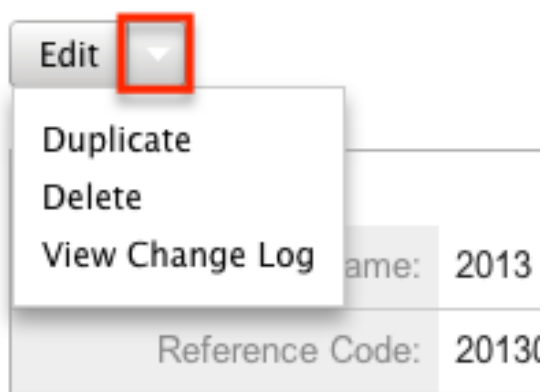 Edit
Duplicate
Delete
View Change Log
ame: 2013
Reference Code: 20130